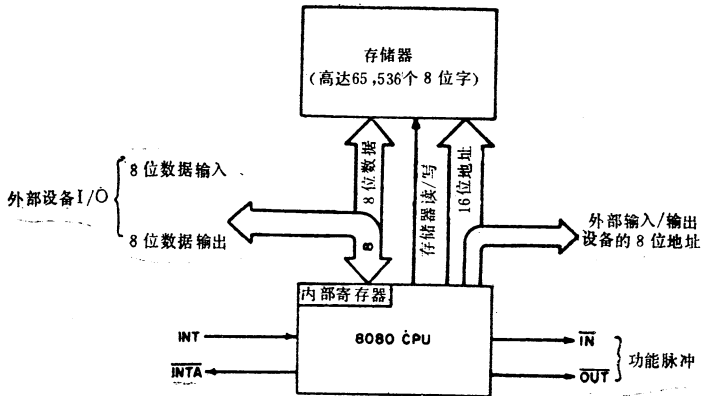 存储器
(高达65,536个 8 位字)
外部设备I/O
8 位数据输入
8 位数据输出
8 位数据
8
存储器读/写
16位地址
外部输入/输出
设备的 8 位地址
内部寄存器
8080 CPU
INT
INTA
IN
OUT
功能脉冲